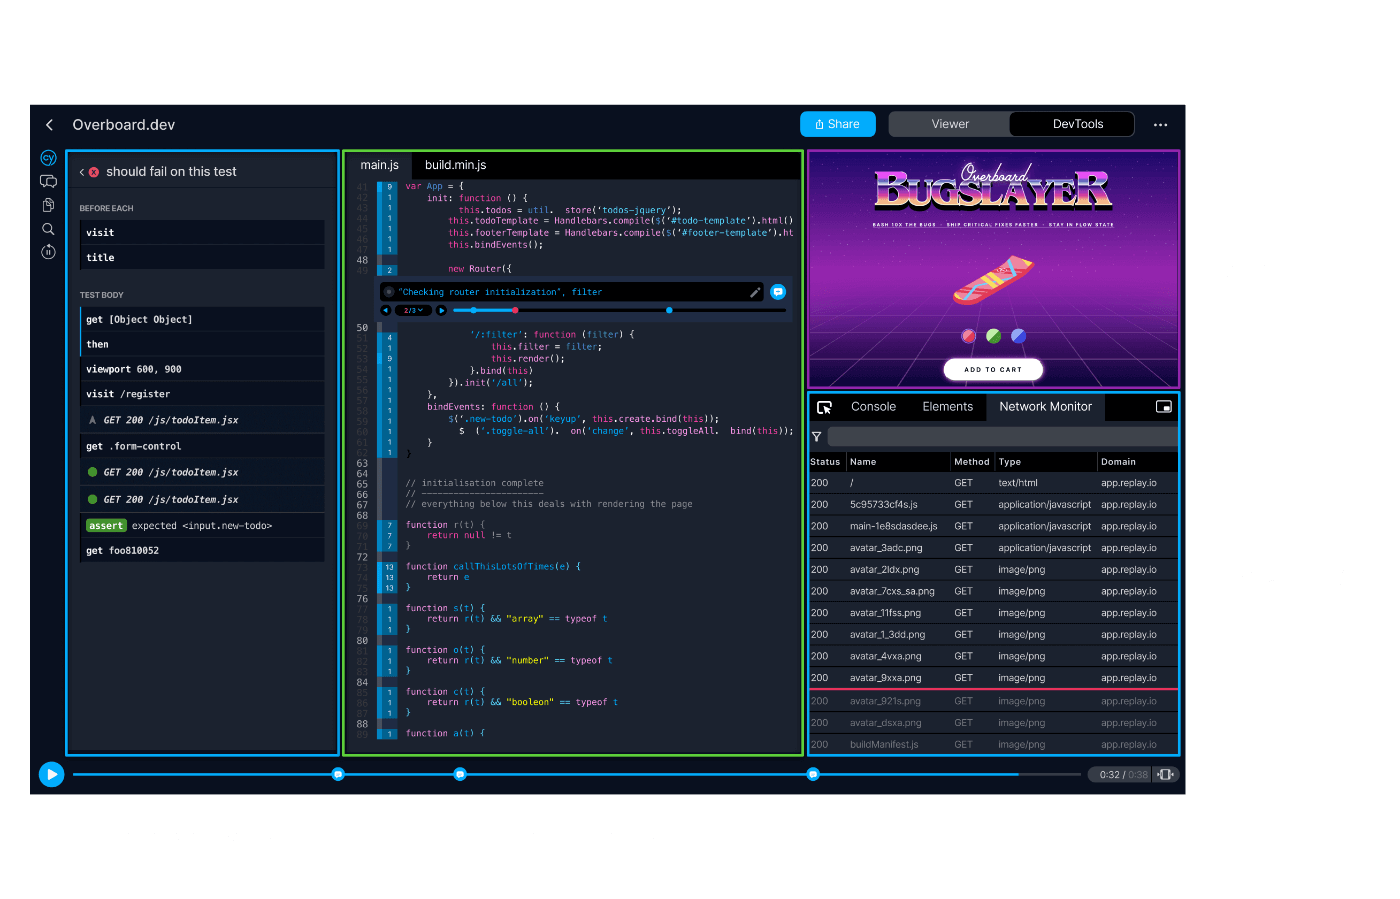 Overboard.dev
Share
Viewer
DevTools
cy
should fail on this test
BEFORE EACH
visit
title
TEST BODY
get [Object Object]
then
viewport 600, 900
visit /register
GET 200 /js/todoItem.jsx
get .form-control
GET 200 /js/todoItem.jsx
GET 200 /js/todoItem.jsx
assert expected <input.new-todo>
get foo810052
main.js
build.min.js
41 9 var App = {
42 1 init: function () {
43 1 this.todos = util. store('todos-jquery');
44 1 this.todoTemplate = Handlebars.compile($('#todo-template').html()
45 1 this.footerTemplate = Handlebars.compile($('#footer-template').ht
46 1 this.bindEvents();
47 1
48
49 2 new Router({
"Checking router initialization", filter
2/3
50
51 4 '/:filter': function (filter) {
52 1 this.filter = filter;
53 9 this.render();
54 1 }.bind(this)
55 1 }).init('/all');
56 1 },
57 1
58 1 bindEvents: function () {
59 1 $('.new-todo').on('keyup', this.create.bind(this));
60 1 $ ('.toggle-all'). on('change', this.toggleAll. bind(this));
61 1 }
62 1 }
63
64
65 // initialisation complete
66 // -----------------------
67 // everything below this deals with rendering the page
68
69 7 function r(t) {
70 7 return null != t
71 7 }
72
73 13 function callThisLotsOfTimes(e) {
74 13 return e
75 13 }
76
77 1 function s(t) {
78 1 return r(t) && "array" == typeof t
79 1 }
80
81 1 function o(t) {
82 1 return r(t) && "number" == typeof t
83 1 }
84
85 1 function c(t) {
86 1 return r(t) && "booleon" == typeof t
87 1 }
88
89 1 function a(t) {
Overboard
BUGSLAYER
BASH 10X THE BUGS · SHIP CRITICAL FIXES FASTER · STAY IN FLOW STATE
ADD TO CART
Console
Elements
Network Monitor
Status Name Method Type Domain
200 / GET text/html app.replay.io
200 5c95733cf4s.js GET application/javascript app.replay.io
200 main-1e8sdasdee.js GET application/javascript app.replay.io
200 avatar_3adc.png GET application/javascript app.replay.io
200 avatar_2ldx.png GET image/png app.replay.io
200 avatar_7cxs_sa.png GET image/png app.replay.io
200 avatar_11fss.png GET image/png app.replay.io
200 avatar_1_3dd.png GET image/png app.replay.io
200 avatar_4vxa.png GET image/png app.replay.io
200 avatar_9xxa.png GET image/png app.replay.io
200 avatar_921s.png GET image/png app.replay.io
200 avatar_dsxa.png GET image/png app.replay.io
200 buildManifest.js GET image/png app.replay.io
0:32 / 0:38